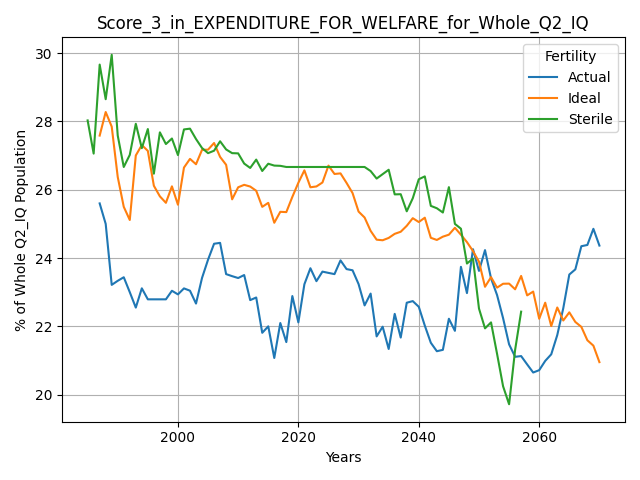 Score_3_in_EXPENDITURE_FOR_WELFARE_for_Whole_Q2_IQ
% of Whole Q2_IQ Population
30
28
26
24
22
20
Fertility
Actual
Ideal
Sterile
2000
2020
2040
2060
Years